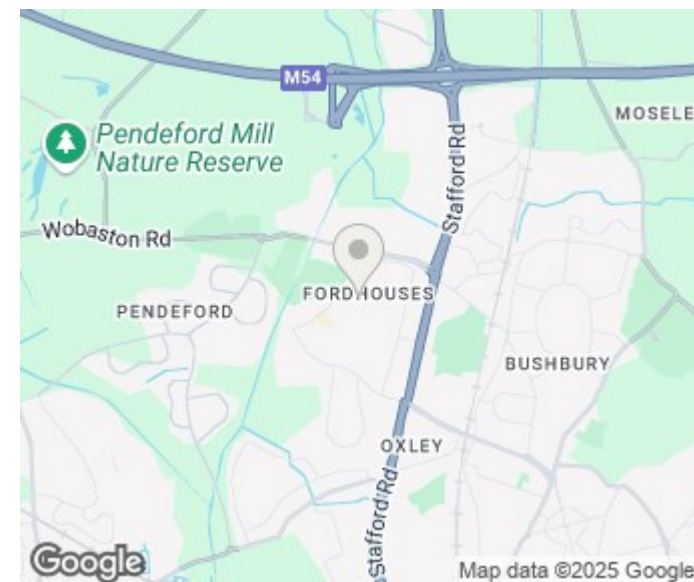 M54
MOSELE
Pendeford Mill
Nature Reserve
Stafford Rd
Wobaston Rd
FORDHOUSES
PENDEFORD
BUSHBURY
OXLEY
Stafford Rd
Google
Map data ©2025 Google